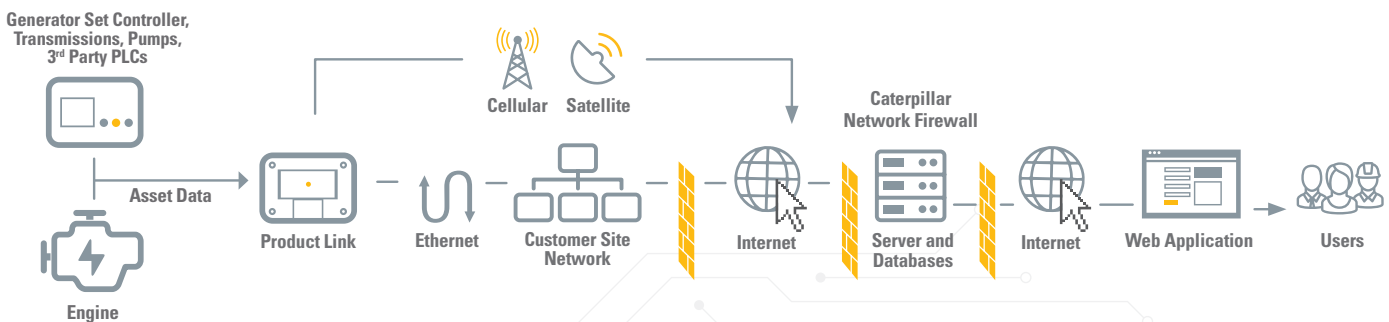 Generator Set Controller,
Transmissions, Pumps,
3rd Party PLCs
Asset Data
Engine
Product Link
Cellular
Satellite
Ethernet
Customer Site
Network
Internet
Caterpillar
Network Firewall
Server and
Databases
Internet
Web Application
Users